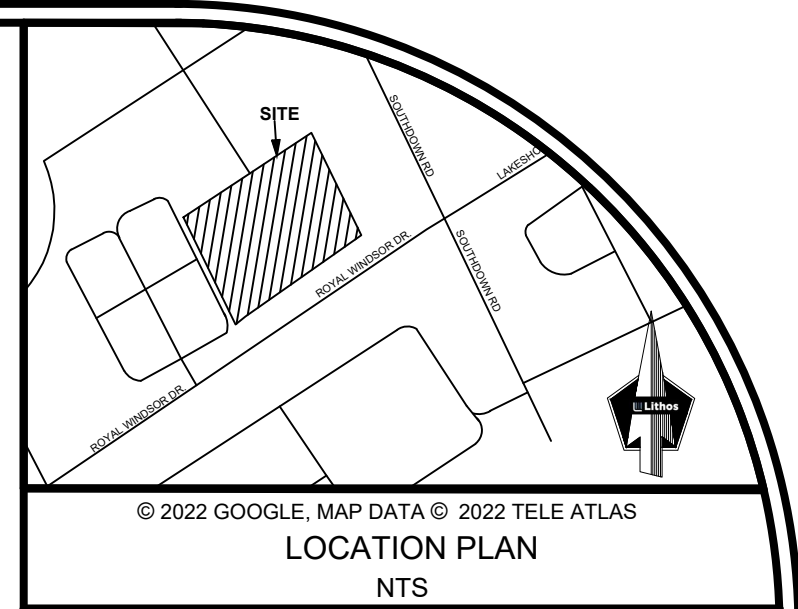 SITE
SOUTHDOWN RD
ROYAL WINDSOR DR.
SOUTHDOWN RD
ROYAL WINDSOR DR.
Lithos
© 2022 GOOGLE, MAP DATA © 2022 TELE ATLAS
LOCATION PLAN
NTS